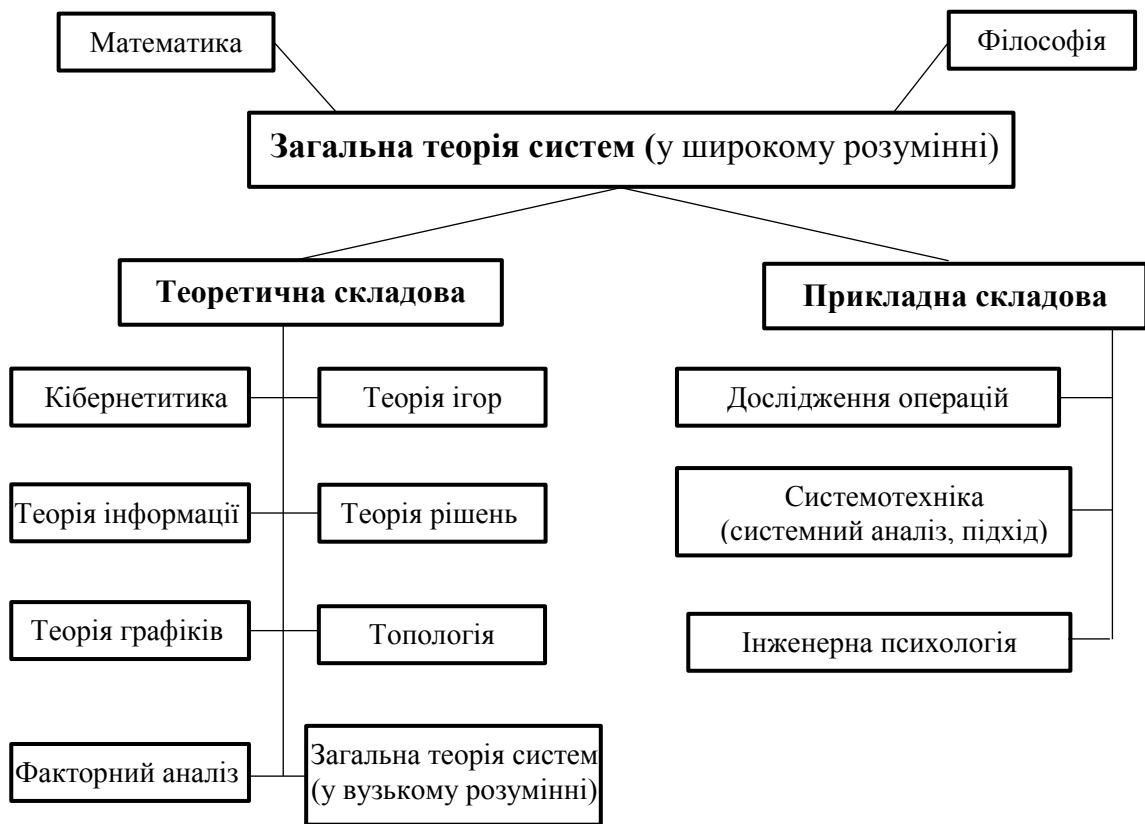 Математика
Філософія
Загальна теорія систем (у широкому розумінні)
Теоретична складова
Прикладна складова
Кібернетитика
Теорія ігор
Дослідження операцій
Теорія інформації
Теорія рішень
Системотехніка
(системний аналіз, підхід)
Теорія графіків
Топологія
Інженерна психологія
Факторний аналіз
Загальна теорія систем
(у вузькому розумінні)